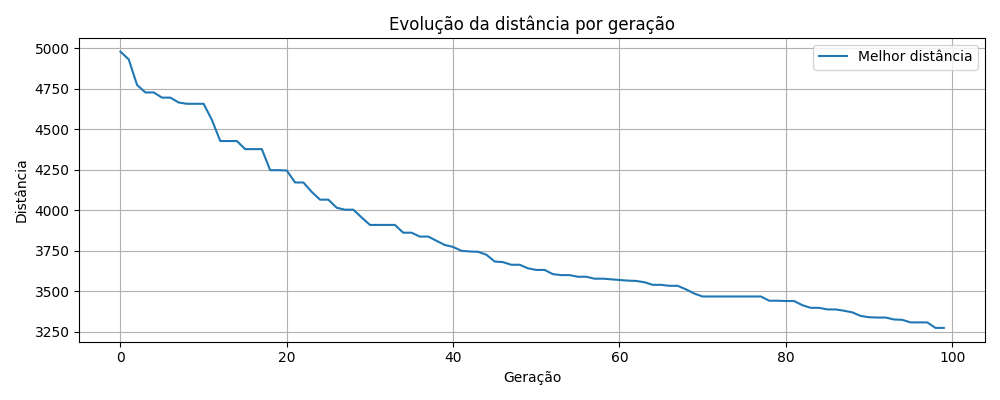 Evolução da distância por geração
Melhor distância
Distância
5000
4750
4500
4250
4000
3750
3500
3250
0 20 40 60 80 100
Geração